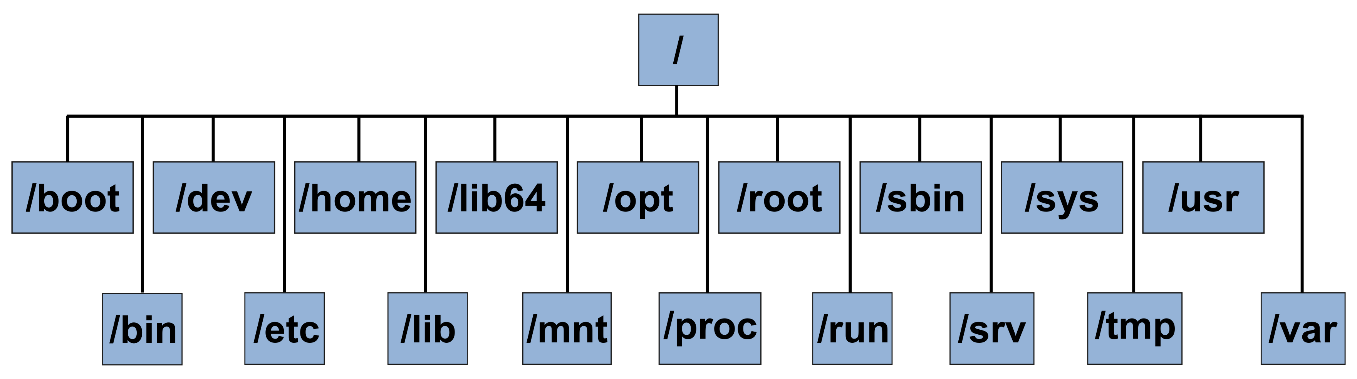 /
/boot /dev /home /lib64 /opt /root /sbin /sys /usr
/bin /etc /lib /mnt /proc /run /srv /tmp /var